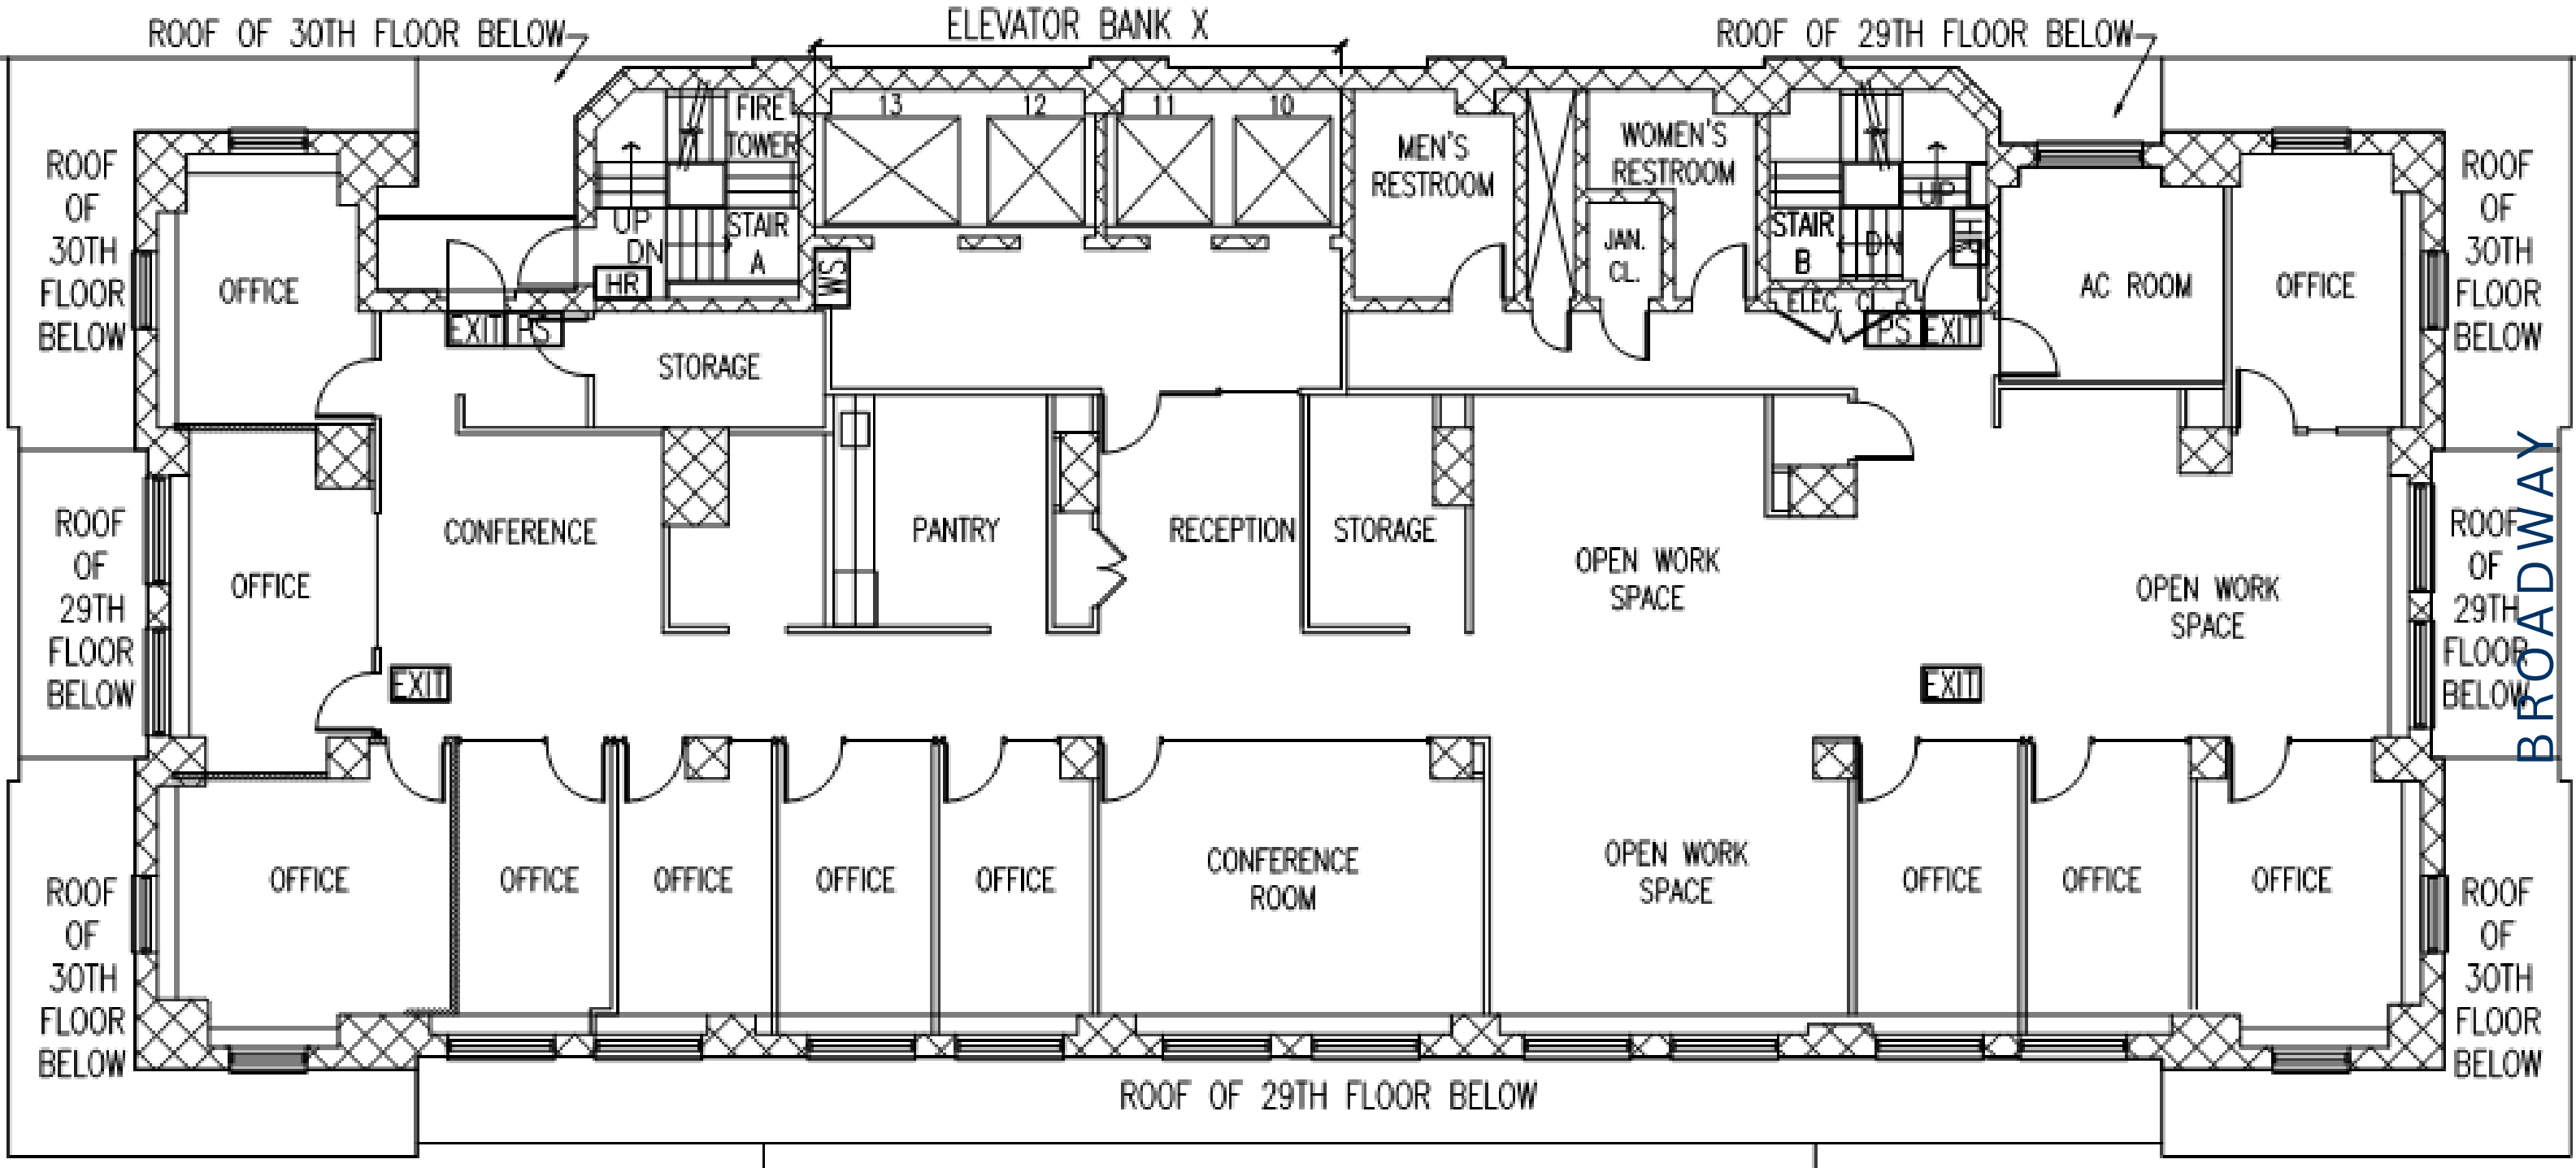 ROOF OF 30TH FLOOR BELOW
ELEVATOR BANK X
ROOF OF 29TH FLOOR BELOW
13
12
11
10
FIRE
TOWER
MEN'S
RESTROOM
WOMEN'S
RESTROOM
ROOF
OF
30TH
FLOOR
BELOW
OFFICE
UP
DN
STAIR
A
HR
WS
JAN.
CL.
STAIR
B
UP
DN
HR
ELEC CL
AC ROOM
OFFICE
ROOF
OF
30TH
FLOOR
BELOW
EXIT
PS
STORAGE
PS
EXIT
ROOF
OF
29TH
FLOOR
BELOW
OFFICE
CONFERENCE
PANTRY
RECEPTION
STORAGE
OPEN WORK
SPACE
OPEN WORK
SPACE
ROOF
OF
29TH
FLOOR
BELOW
BROADWAY
EXIT
EXIT
ROOF
OF
30TH
FLOOR
BELOW
OFFICE
OFFICE
OFFICE
OFFICE
OFFICE
CONFERENCE
ROOM
OPEN WORK
SPACE
OFFICE
OFFICE
OFFICE
ROOF
OF
30TH
FLOOR
BELOW
ROOF OF 29TH FLOOR BELOW